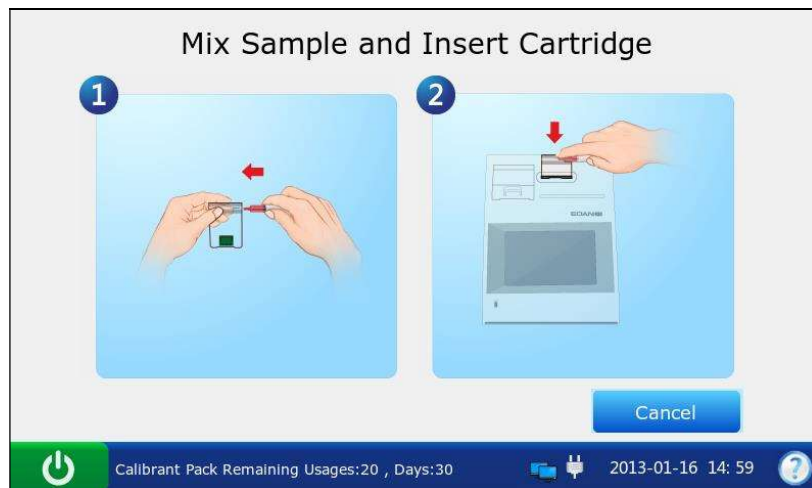 Mix Sample and Insert Cartridge
1
2
EDAN
Cancel
Calibrant Pack Remaining Usages:20 , Days:30
2013-01-16 14: 59
?